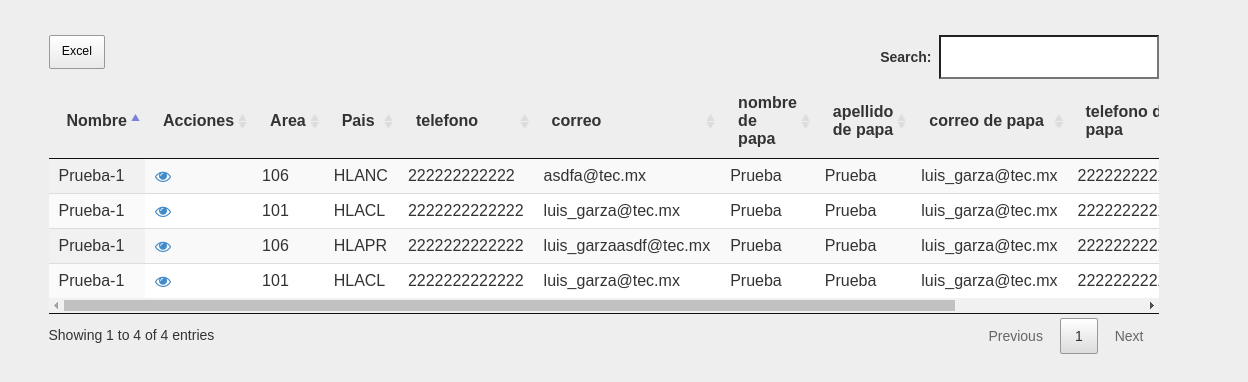 Excel
Search:
Nombre Acciones Area Pais telefono correo nombre de papa apellido de papa correo de papa telefono d papa
Prueba-1 106 HLANC 222222222222 asdfa@tec.mx Prueba Prueba luis_garza@tec.mx 222222222
Prueba-1 101 HLACL 2222222222222 luis_garza@tec.mx Prueba Prueba luis_garza@tec.mx 222222222
Prueba-1 106 HLAPR 2222222222222 luis_garzaasdf@tec.mx Prueba Prueba luis_garza@tec.mx 222222222
Prueba-1 101 HLACL 2222222222222 luis_garza@tec.mx Prueba Prueba luis_garza@tec.mx 222222222
Showing 1 to 4 of 4 entries
Previous 1 Next